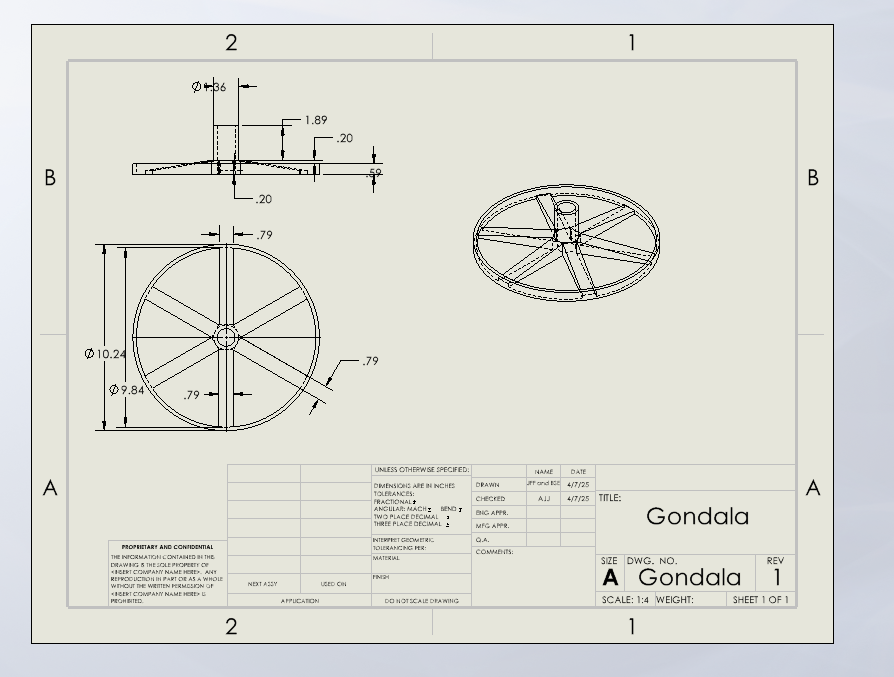 2 1
⌀1.36
1.89
.20
B B
.59
.20
.79
⌀10.24
.79
⌀9.84
.79
UNLESS OTHERWISE SPECIFIED:
NAME DATE
DIMENSIONS ARE IN INCHES
TOLERANCES:
FRACTIONAL ±
ANGULAR: MACH ± BEND ±
TWO PLACE DECIMAL ±
THREE PLACE DECIMAL ±
DRAWN 4/7/25
CHECKED AJJ 4/7/25
ENG APPR.
MFG APPR.
Q.A.
COMMENTS:
A A
TITLE:
Gondala
INTERPRET GEOMETRIC
TOLERANCING PER:
MATERIAL
FINISH
PROPRIETARY AND CONFIDENTIAL
THE INFORMATION CONTAINED IN THIS
DRAWING IS THE SOLE PROPERTY OF
<INSERT COMPANY NAME HERE>. ANY
REPRODUCTION IN PART OR AS A WHOLE
WITHOUT THE WRITTEN PERMISSION OF
<INSERT COMPANY NAME HERE> IS
PROHIBITED.
NEXT ASSY USED ON
APPLICATION
DO NOT SCALE DRAWING
SIZE DWG. NO. REV
A Gondala 1
SCALE: 1:4 WEIGHT: SHEET 1 OF 1
2 1